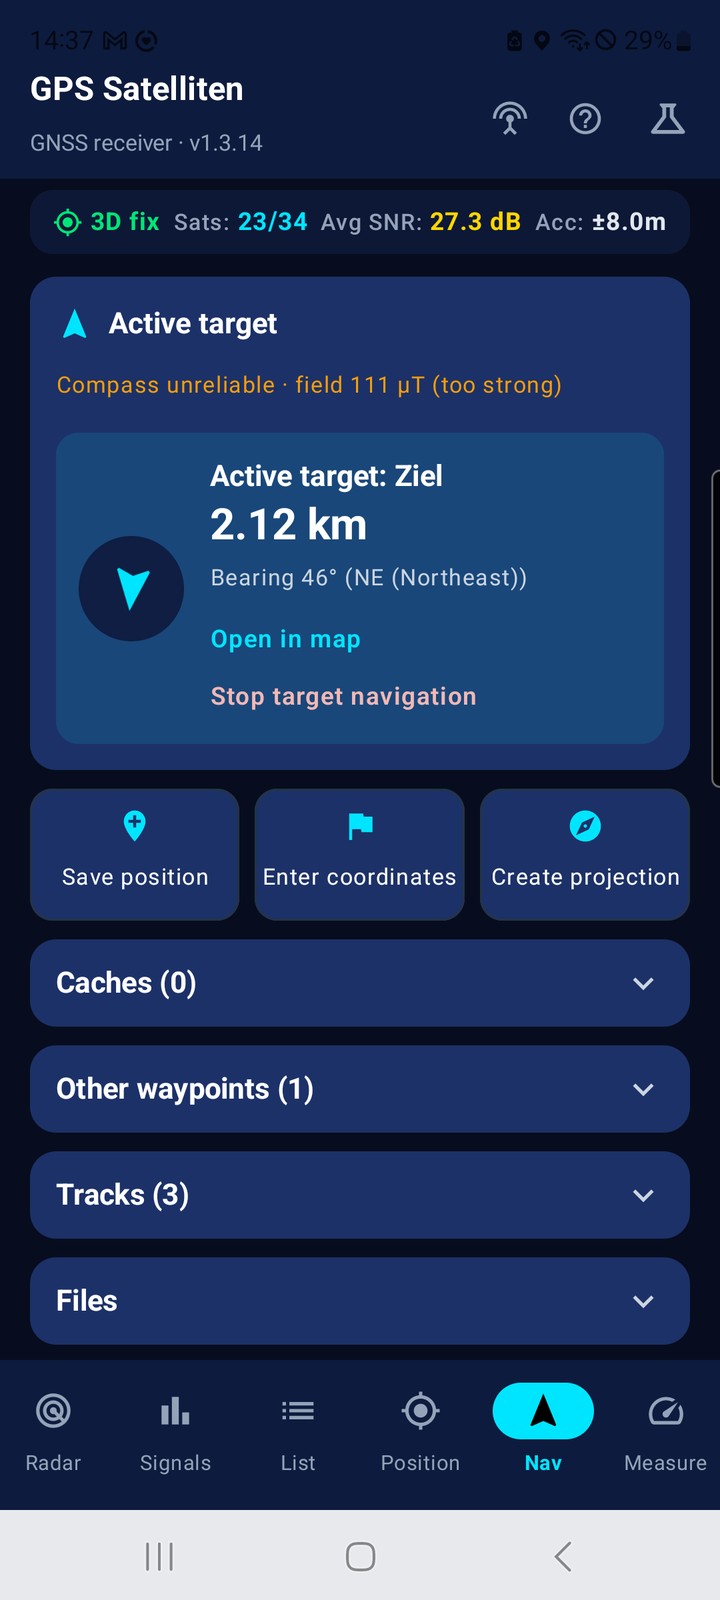 14:37
29%
GPS Satelliten
GNSS receiver · v1.3.14
3D fix Sats: 23/34 Avg SNR: 27.3 dB Acc: ±8.0m
Active target
Compass unreliable · field 111 µT (too strong)
Active target: Ziel
2.12 km
Bearing 46° (NE (Northeast))
Open in map
Stop target navigation
Save position
Enter coordinates
Create projection
Caches (0)
Other waypoints (1)
Tracks (3)
Files
Radar
Signals
List
Position
Nav
Measure